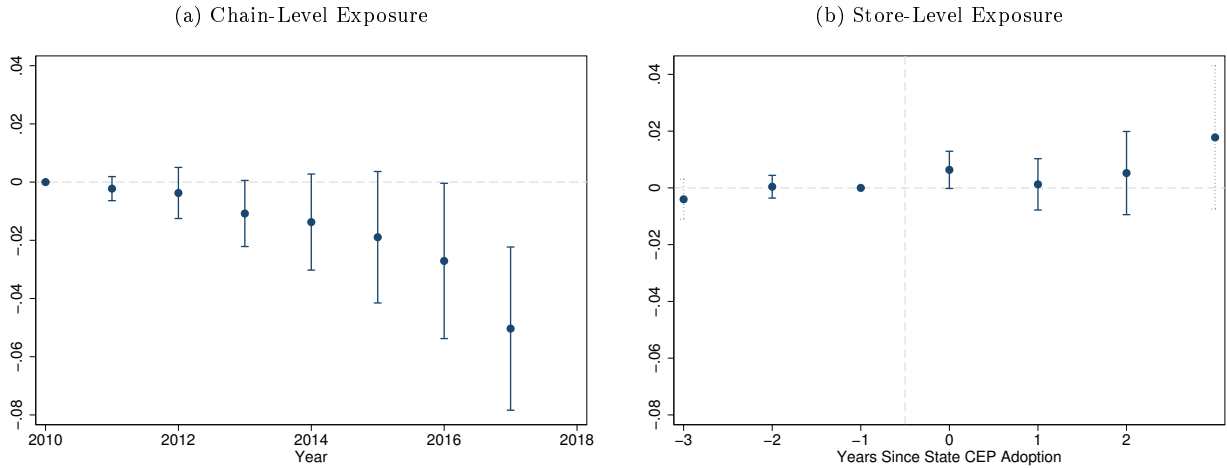 (a) Chain-Level Exposure
.04
.02
0
-.02
-.04
-.06
-.08
2010 2012 2014 2016 2018
Year
(b) Store-Level Exposure
.04
.02
0
-.02
-.04
-.06
-.08
−3 −2 −1 0 1 2
Years Since State CEP Adoption